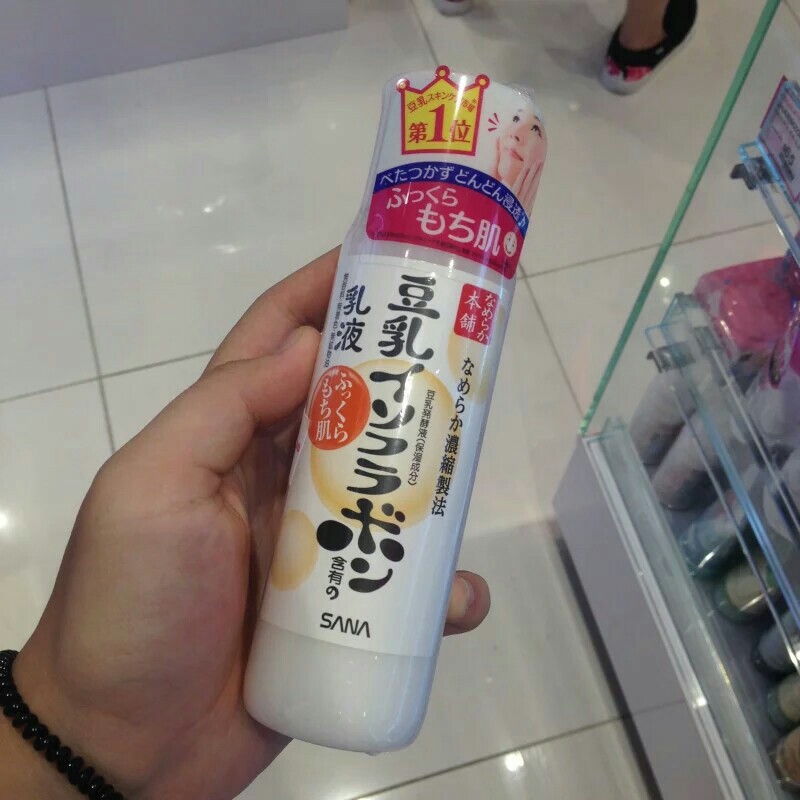 豆乳スキンケア市場
第1位
べたつかずどんどん浸透♪
ふっくら
もち肌
なめらか
本舗
なめらか濃縮製法
豆乳発酵液(保湿成分)
豆乳イソフラボン
含有の
乳液
ふっくら
もち肌
SANA